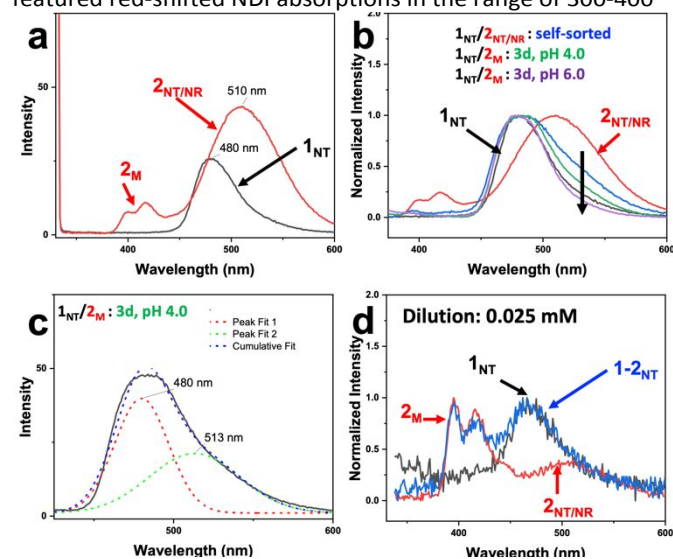 featured red-shifted NDI absorptions in the range of 300-400
a
50
Intensity
0
2NT/NR
510 nm
480 nm
1NT
2M
400
500
600
Wavelength (nm)
b
1NT/2NT/NR: self-sorted
1NT/2M: 3d, pH 4.0
1NT/2M: 3d, pH 6.0
2.0
1.5
1.0
0.5
0.0
Normalized Intensity
1NT
2NT/NR
400
450
500
550
600
Wavelength (nm)
c
1NT/2M: 3d, pH 4.0
Peak Fit 1
Peak Fit 2
Cumulative Fit
50
Intensity
0
480 nm
513 nm
500
600
Wavelength (nm)
d
Dilution: 0.025 mM
2.0
1.5
1.0
0.5
0.0
Normalized Intensity
1NT
1-2NT
2M
2NT/NR
400
500
600
Wavelength (nm)